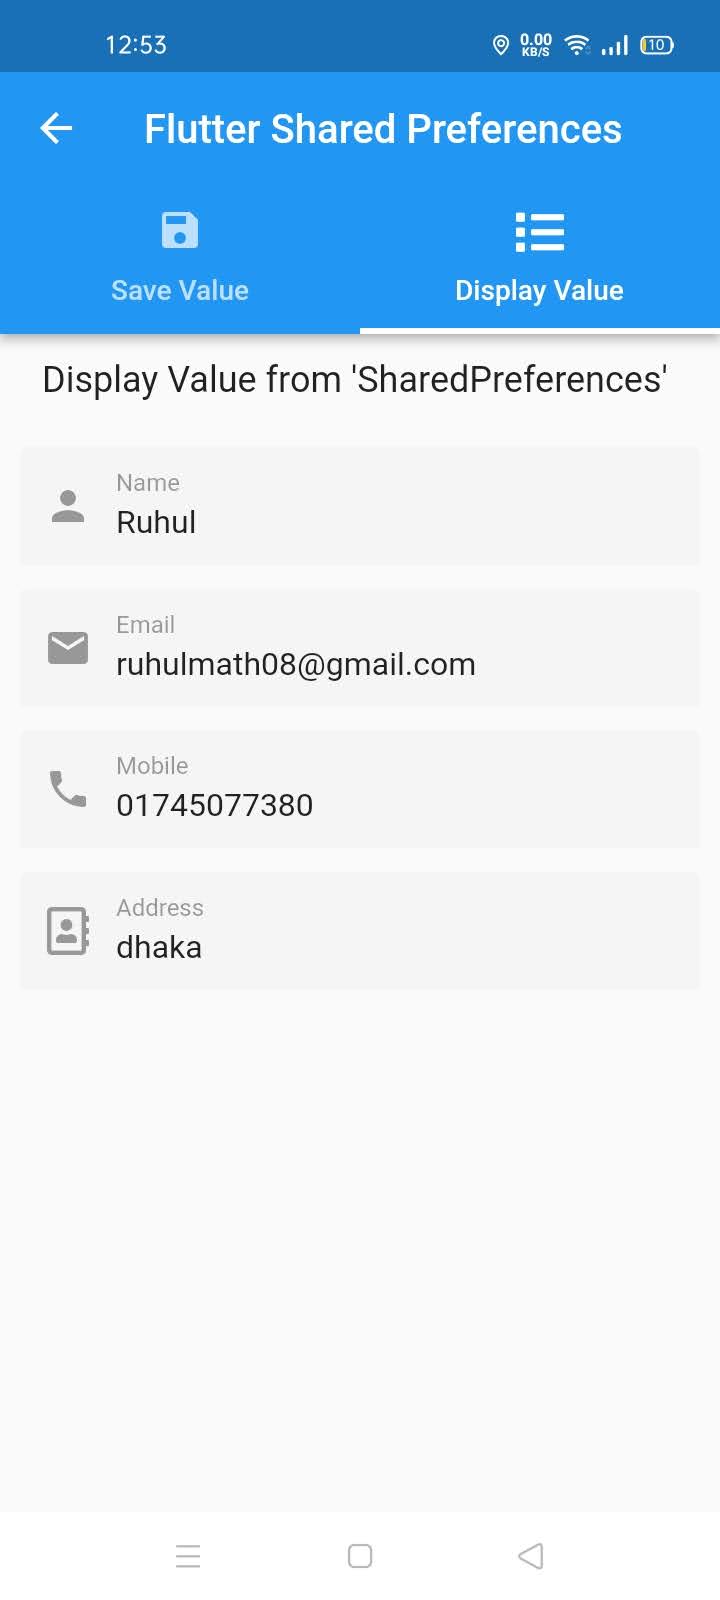 12:53
0.00
KB/S
10
Flutter Shared Preferences
Save Value
Display Value
Display Value from 'SharedPreferences'
Name
Ruhul
Email
ruhulmath08@gmail.com
Mobile
01745077380
Address
dhaka